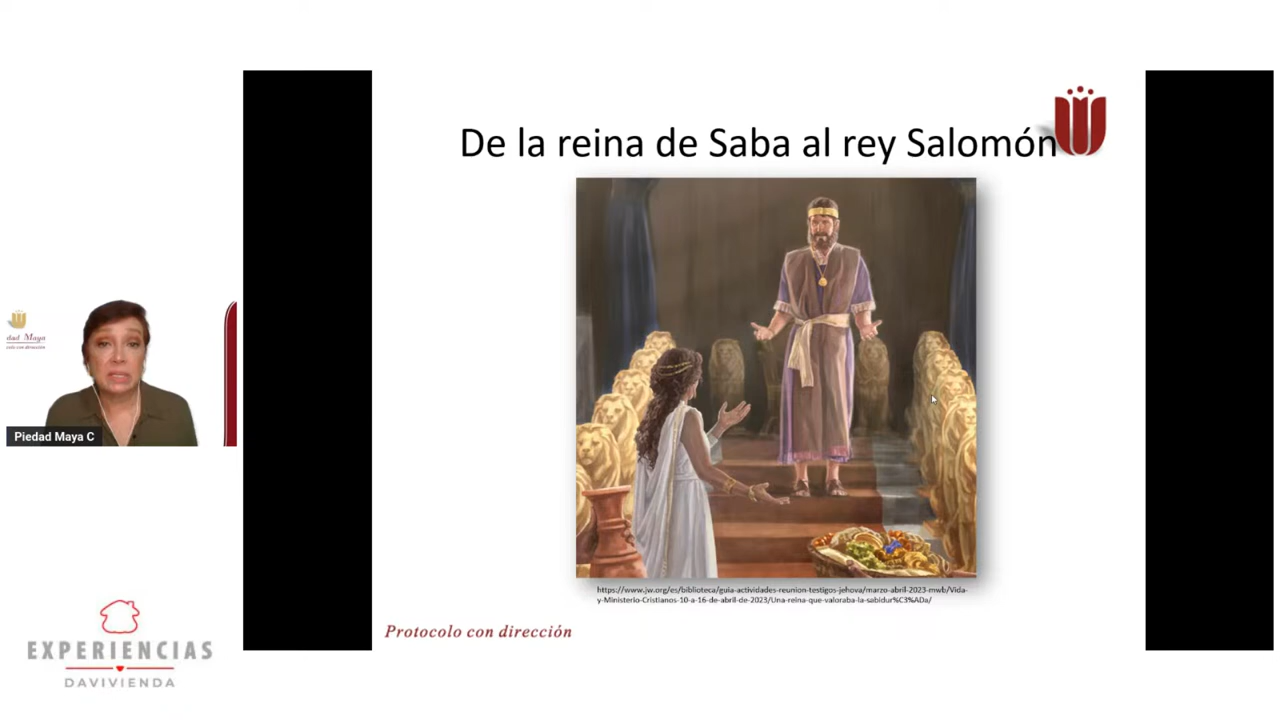 De la reina de Saba al rey Salomón
dad Maya
Piedad Maya C
https://www.jw.org/es/biblioteca/guia-actividades-reunion-testigos-jehova/marzo-abril-2023-mwb/Vida-
y-Ministerio-Cristianos-10-a-16-de-abril-de-2023/Una-reina-que-valoraba-la-sabidur%C3%ADa/
Protocolo con dirección
EXPERIENCIAS
DAVIVIENDA